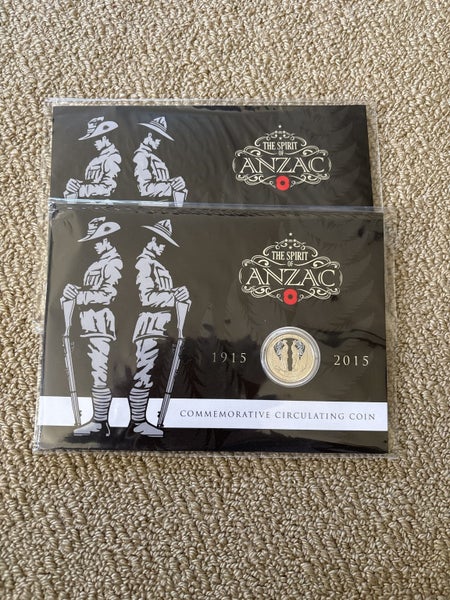 THE SPIRIT
OF
ANZAC
THE SPIRIT
OF
ANZAC
1915 2015
COMMEMORATIVE CIRCULATING COIN